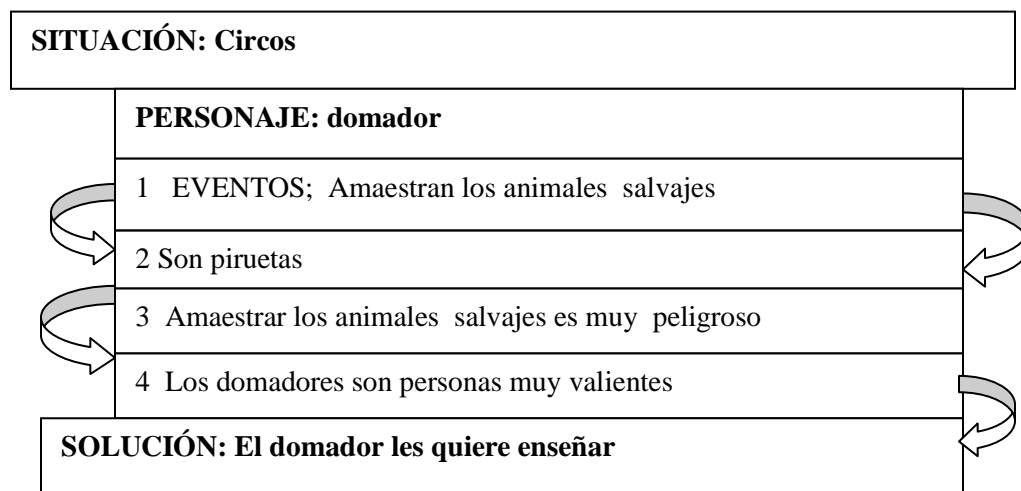 SITUACIÓN: Circos
PERSONAJE: domador
1 EVENTOS; Amaestran los animales salvajes
2 Son piruetas
3 Amaestrar los animales salvajes es muy peligroso
4 Los domadores son personas muy valientes
SOLUCIÓN: El domador les quiere enseñar